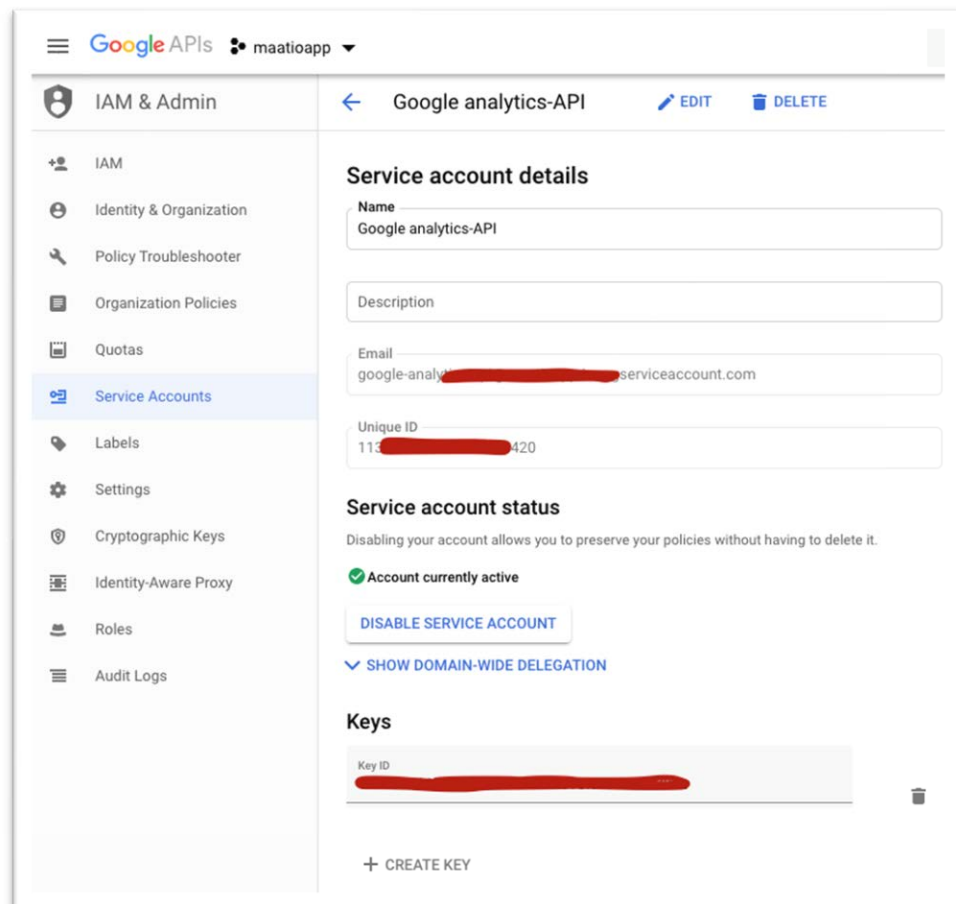 Google APIs maatioapp
IAM & Admin
Google analytics-API EDIT DELETE
IAM
Identity & Organization
Policy Troubleshooter
Organization Policies
Quotas
Service Accounts
Labels
Settings
Cryptographic Keys
Identity-Aware Proxy
Roles
Audit Logs
Service account details
Name
Google analytics-API
Description
Email
google-analy serviceaccount.com
Unique ID
113 420
Service account status
Disabling your account allows you to preserve your policies without having to delete it.
Account currently active
DISABLE SERVICE ACCOUNT
SHOW DOMAIN-WIDE DELEGATION
Keys
Key ID
+ CREATE KEY